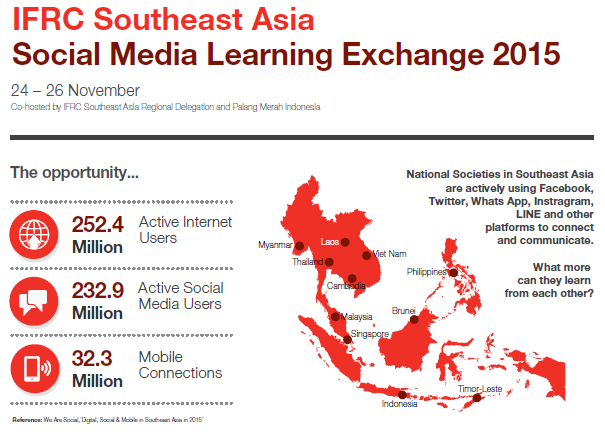 IFRC Southeast Asia
Social Media Learning Exchange 2015
24 – 26 November
Co-hosted by IFRC Southeast Asia Regional Delegation and Palang Merah Indonesia
The opportunity...
252.4
Million
Active Internet
Users
232.9
Million
Active Social
Media Users
32.3
Million
Mobile
Connections
Reference: We Are Social, 'Digital, Social & Mobile in Southeast Asia in 2015'
National Societies in Southeast Asia
are actively using Facebook,
Twitter, Whats App, Instragram,
LINE and other
platforms to connect
and communicate.
What more
can they learn
from each other?
Myanmar
Laos
Thailand
Viet Nam
Cambodia
Philippines
Malaysia
Brunei
Singapore
Indonesia
Timor-Leste